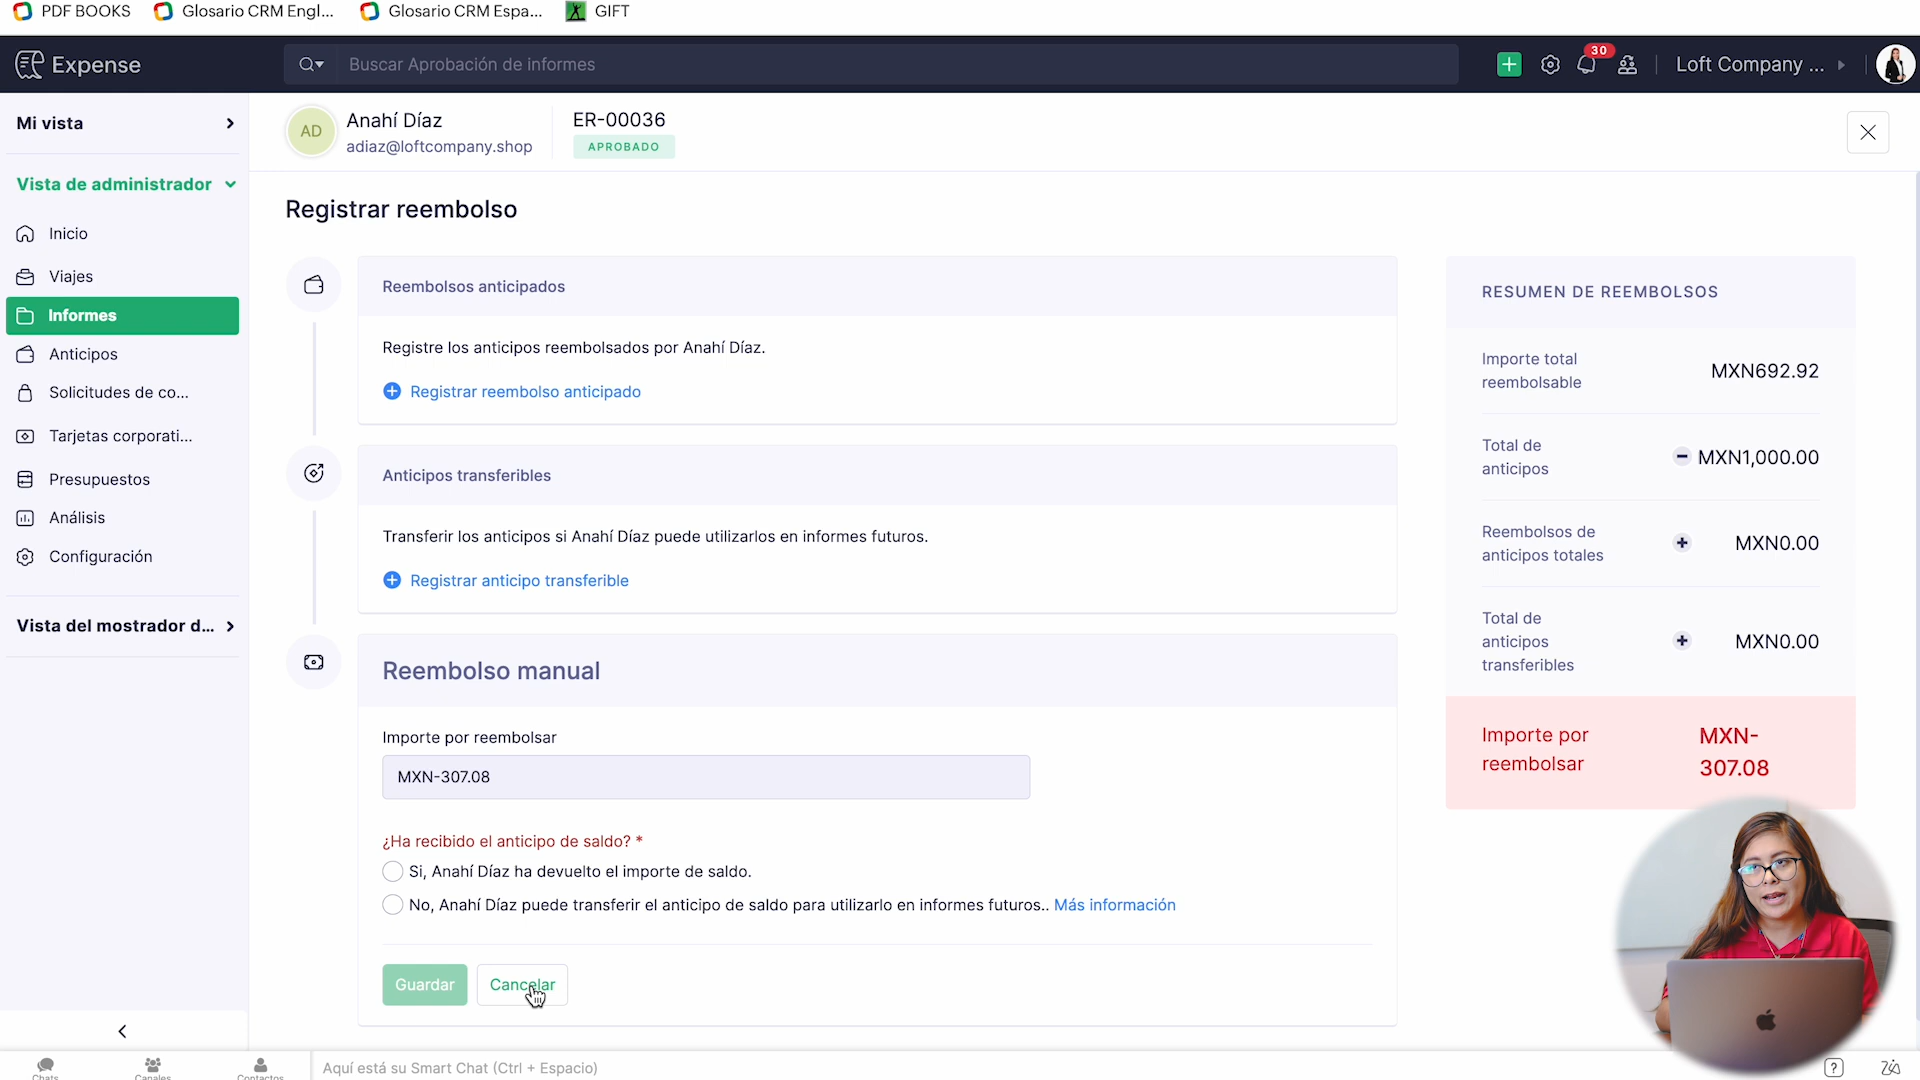 PDF BOOKS
Glosario CRM Engl...
Glosario CRM Espa...
GIFT
Expense
Buscar Aprobación de informes
30
Loft Company ...
Mi vista
Vista de administrador
Inicio
Viajes
Informes
Anticipos
Solicitudes de co...
Tarjetas corporati...
Presupuestos
Análisis
Configuración
Vista del mostrador d...
AD
Anahí Díaz
adiaz@loftcompany.shop
ER-00036
APROBADO
Registrar reembolso
Reembolsos anticipados
Registre los anticipos reembolsados por Anahí Díaz.
Registrar reembolso anticipado
Anticipos transferibles
Transferir los anticipos si Anahí Díaz puede utilizarlos en informes futuros.
Registrar anticipo transferible
Reembolso manual
Importe por reembolsar
MXN-307.08
¿Ha recibido el anticipo de saldo? *
Si, Anahí Díaz ha devuelto el importe de saldo.
No, Anahí Díaz puede transferir el anticipo de saldo para utilizarlo en informes futuros.. Más información
Guardar
Cancelar
RESUMEN DE REEMBOLSOS
Importe total
reembolsable
MXN692.92
Total de
anticipos
MXN1,000.00
Reembolsos de
anticipos totales
MXN0.00
Total de
anticipos
transferibles
MXN0.00
Importe por
reembolsar
MXN-
307.08
Chats
Canales
Contactos
Aquí está su Smart Chat (Ctrl + Espacio)